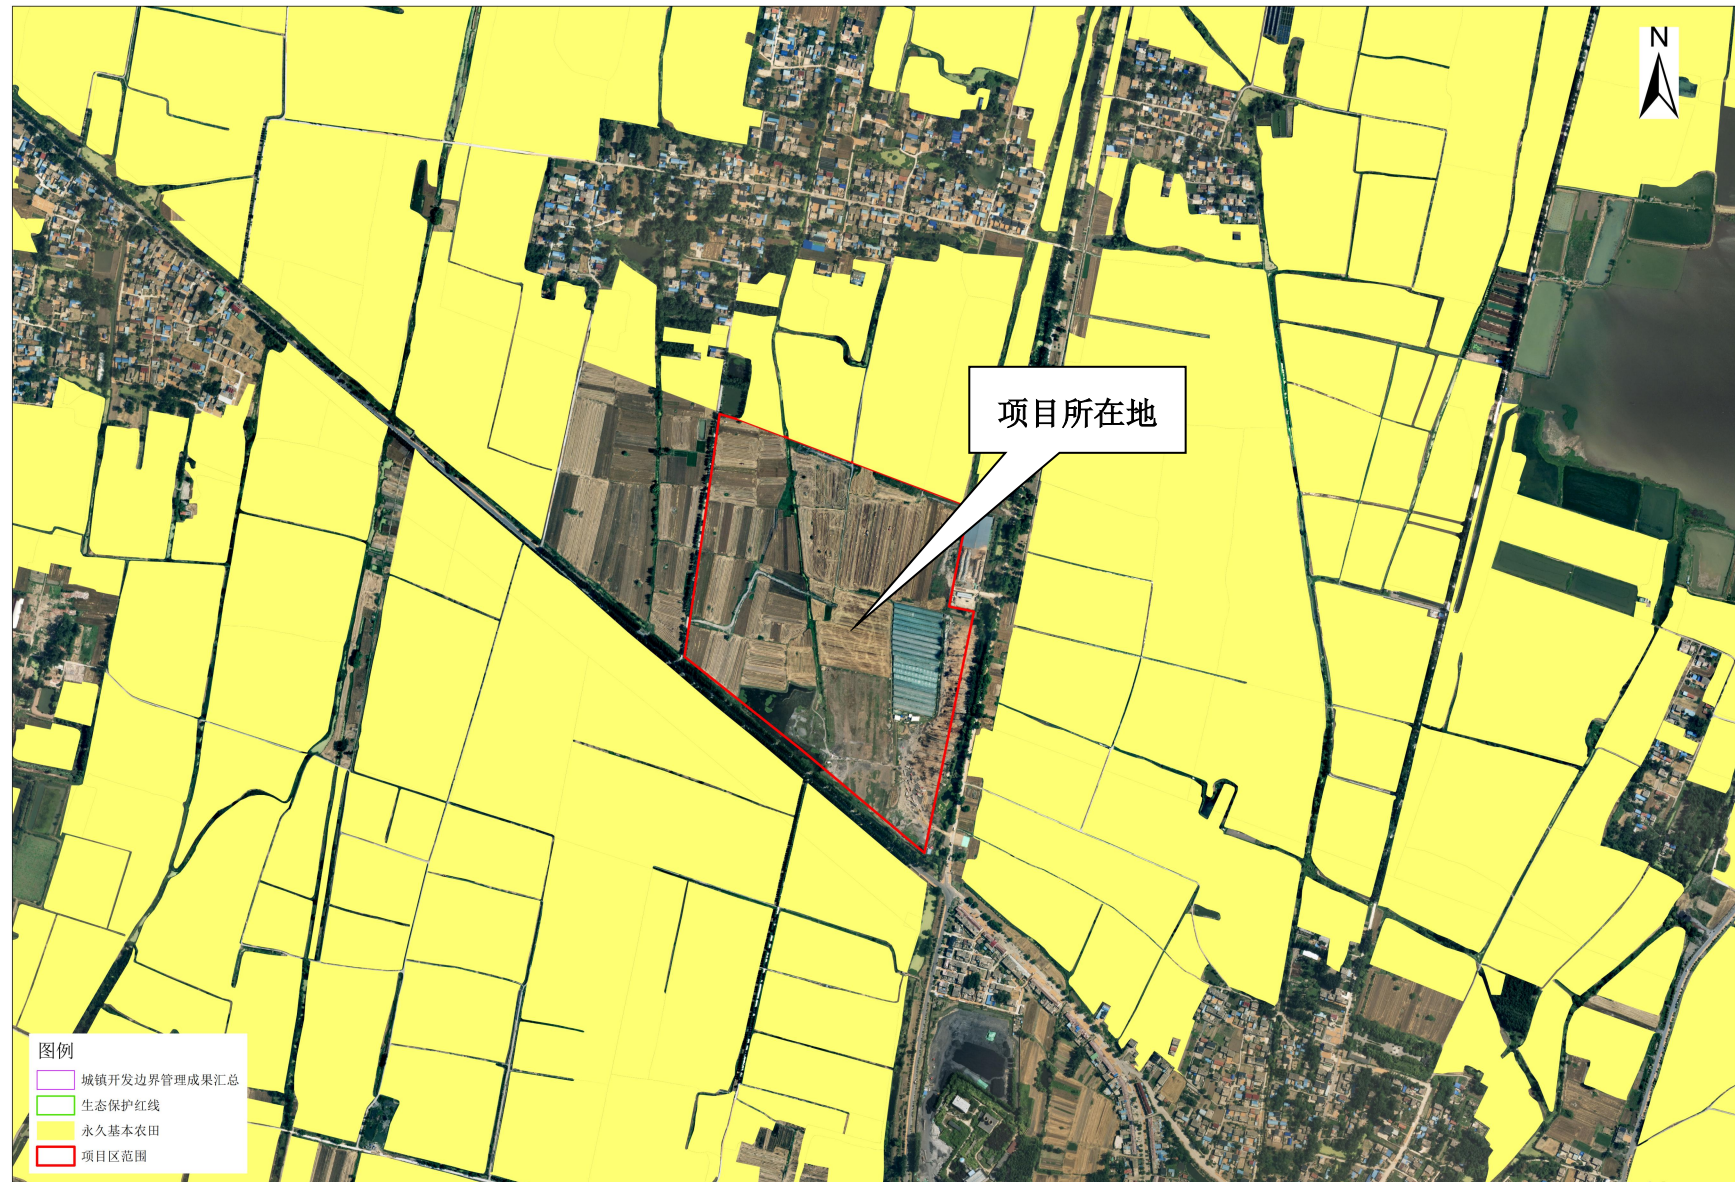 N
项目所在地
图例
城镇开发边界管理成果汇总
生态保护红线
永久基本农田
项目区范围